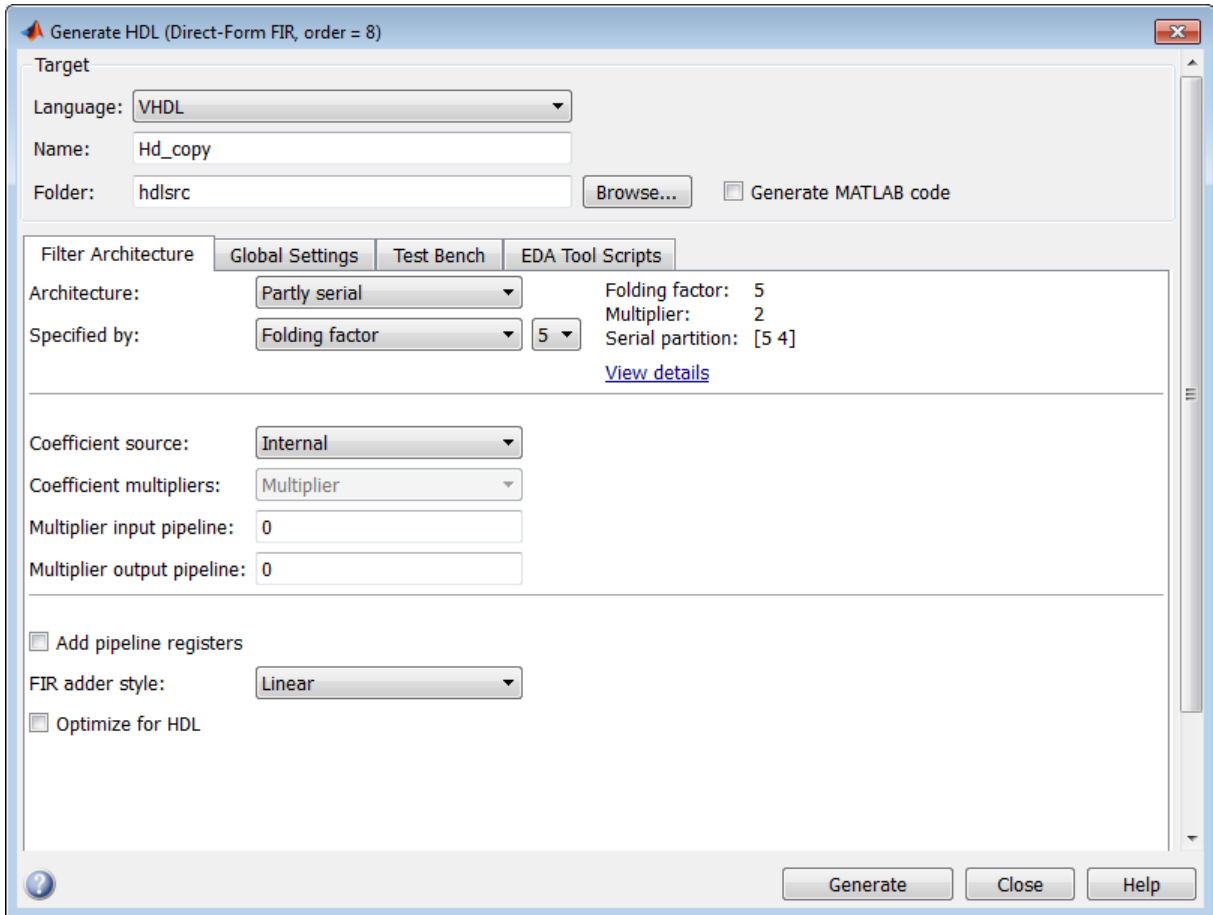 Generate HDL (Direct-Form FIR, order = 8)
Target
Language: VHDL
Name: Hd_copy
Folder: hdlsrc Browse... Generate MATLAB code
Filter Architecture Global Settings Test Bench EDA Tool Scripts
Architecture: Partly serial Folding factor: 5
Multiplier: 2
Specified by: Folding factor 5 Serial partition: [5 4]
View details
Coefficient source: Internal
Coefficient multipliers: Multiplier
Multiplier input pipeline: 0
Multiplier output pipeline: 0
Add pipeline registers
FIR adder style: Linear
Optimize for HDL
? Generate Close Help